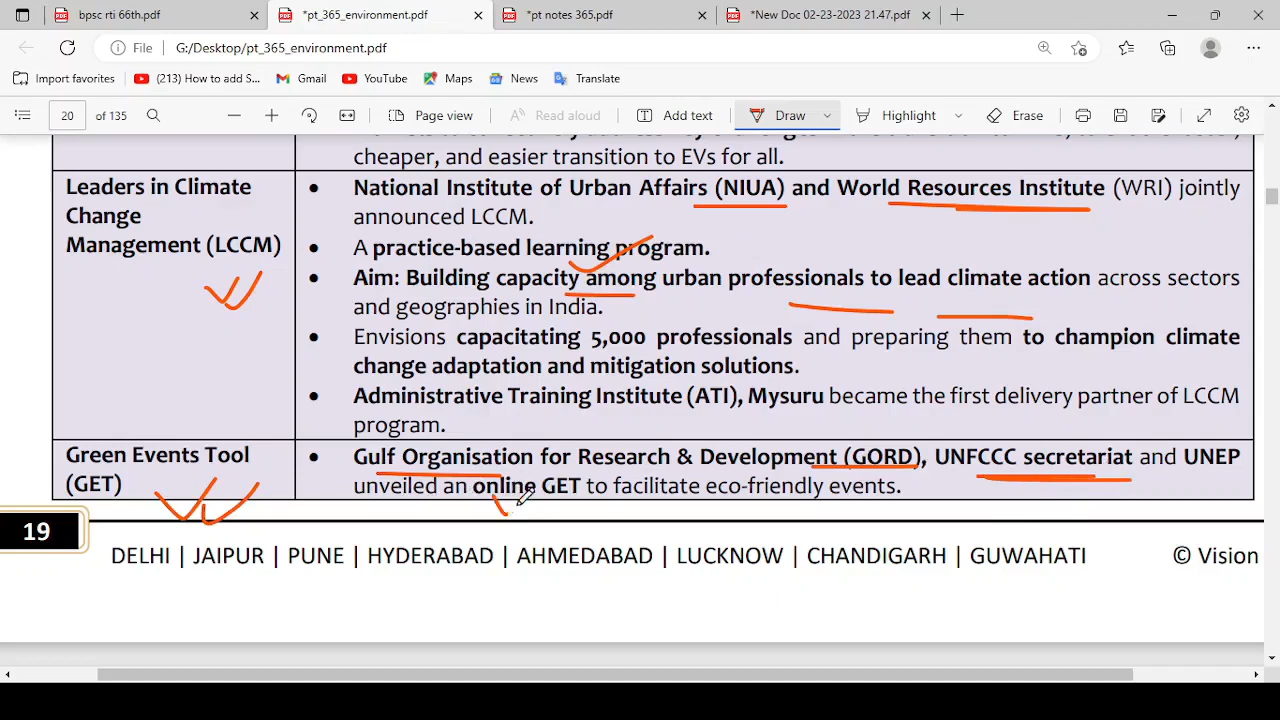 bpsc rti 66th.pdf
*pt_365_environment.pdf
*pt notes 365.pdf
*New Doc 02-23-2023 21.47.pdf
File
G:/Desktop/pt_365_environment.pdf
Import favorites
(213) How to add S...
Gmail
YouTube
Maps
News
Translate
20 of 135
Page view
Read aloud
Add text
Draw
Highlight
Erase
cheaper, and easier transition to EVs for all.
Leaders in Climate
Change
Management (LCCM)
• National Institute of Urban Affairs (NIUA) and World Resources Institute (WRI) jointly
announced LCCM.
• A practice-based learning program.
• Aim: Building capacity among urban professionals to lead climate action across sectors
and geographies in India.
• Envisions capacitating 5,000 professionals and preparing them to champion climate
change adaptation and mitigation solutions.
• Administrative Training Institute (ATI), Mysuru became the first delivery partner of LCCM
program.
Green Events Tool
(GET)
• Gulf Organisation for Research & Development (GORD), UNFCCC secretariat and UNEP
unveiled an online GET to facilitate eco-friendly events.
19
DELHI | JAIPUR | PUNE | HYDERABAD | AHMEDABAD | LUCKNOW | CHANDIGARH | GUWAHATI
© Vision